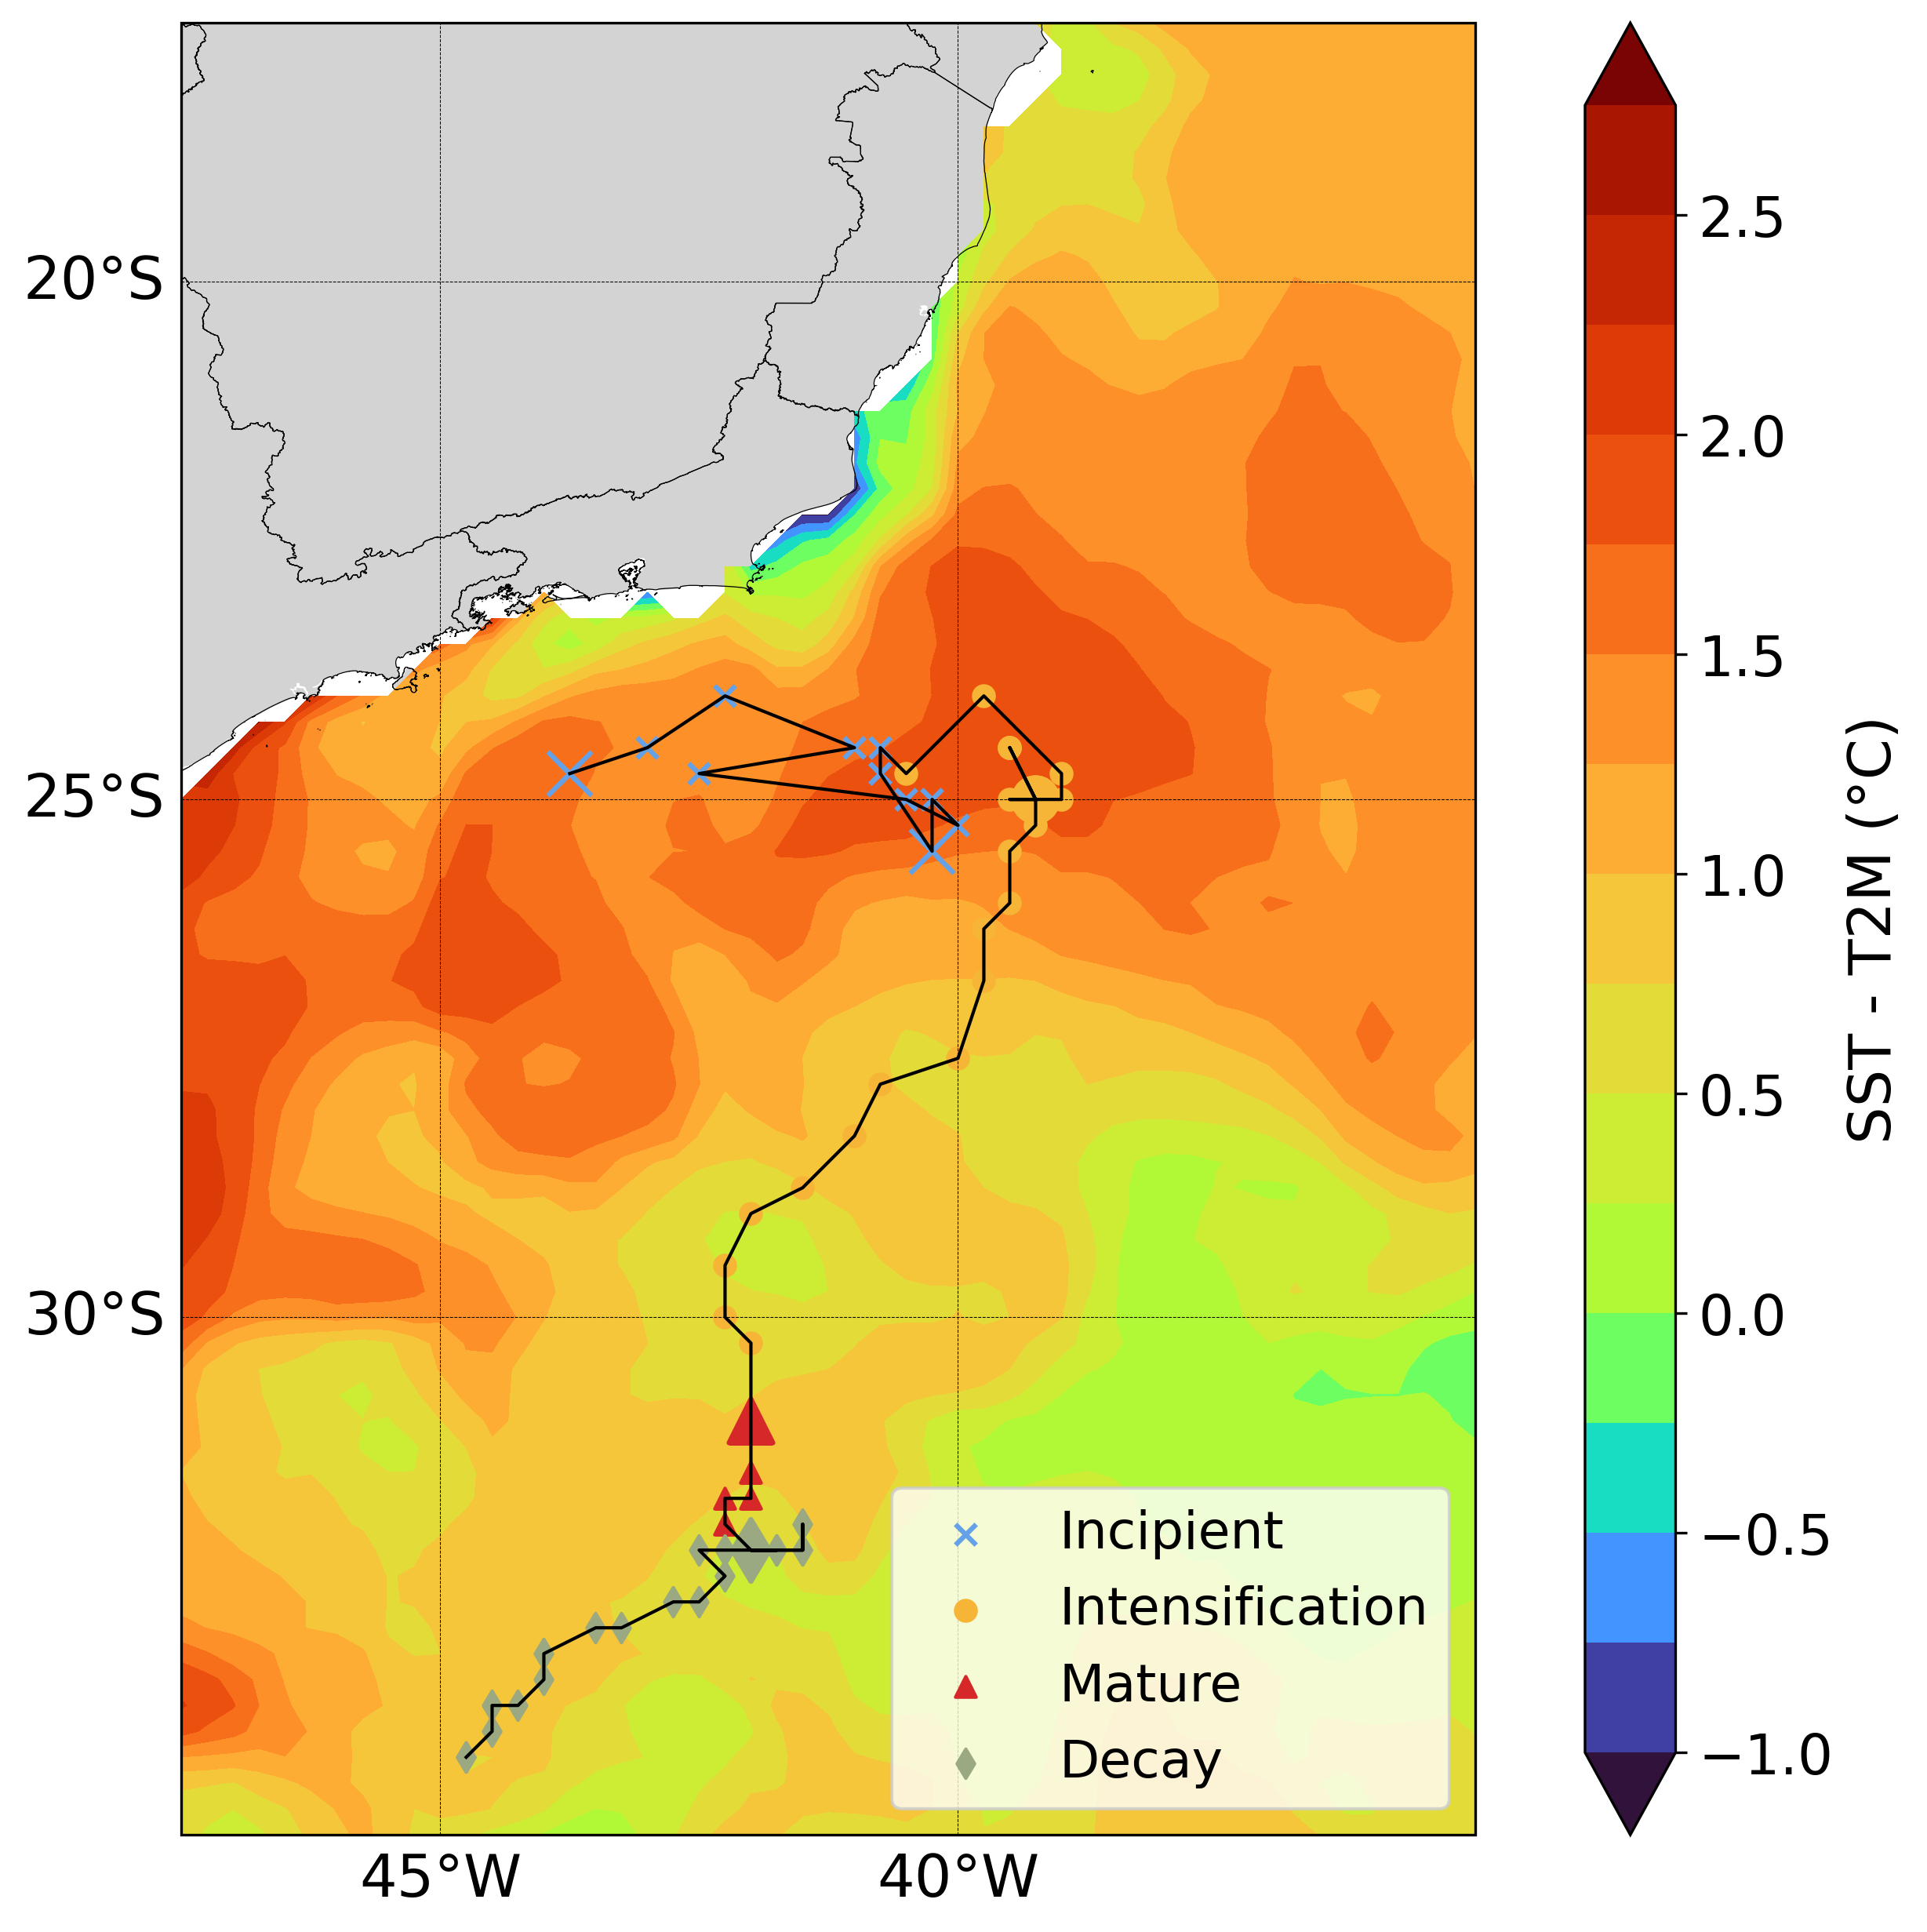 20°S
25°S
30°S
45°W
40°W
Incipient
Intensification
Mature
Decay
2.5
2.0
1.5
1.0
0.5
0.0
−0.5
−1.0
SST - T2M (°C)